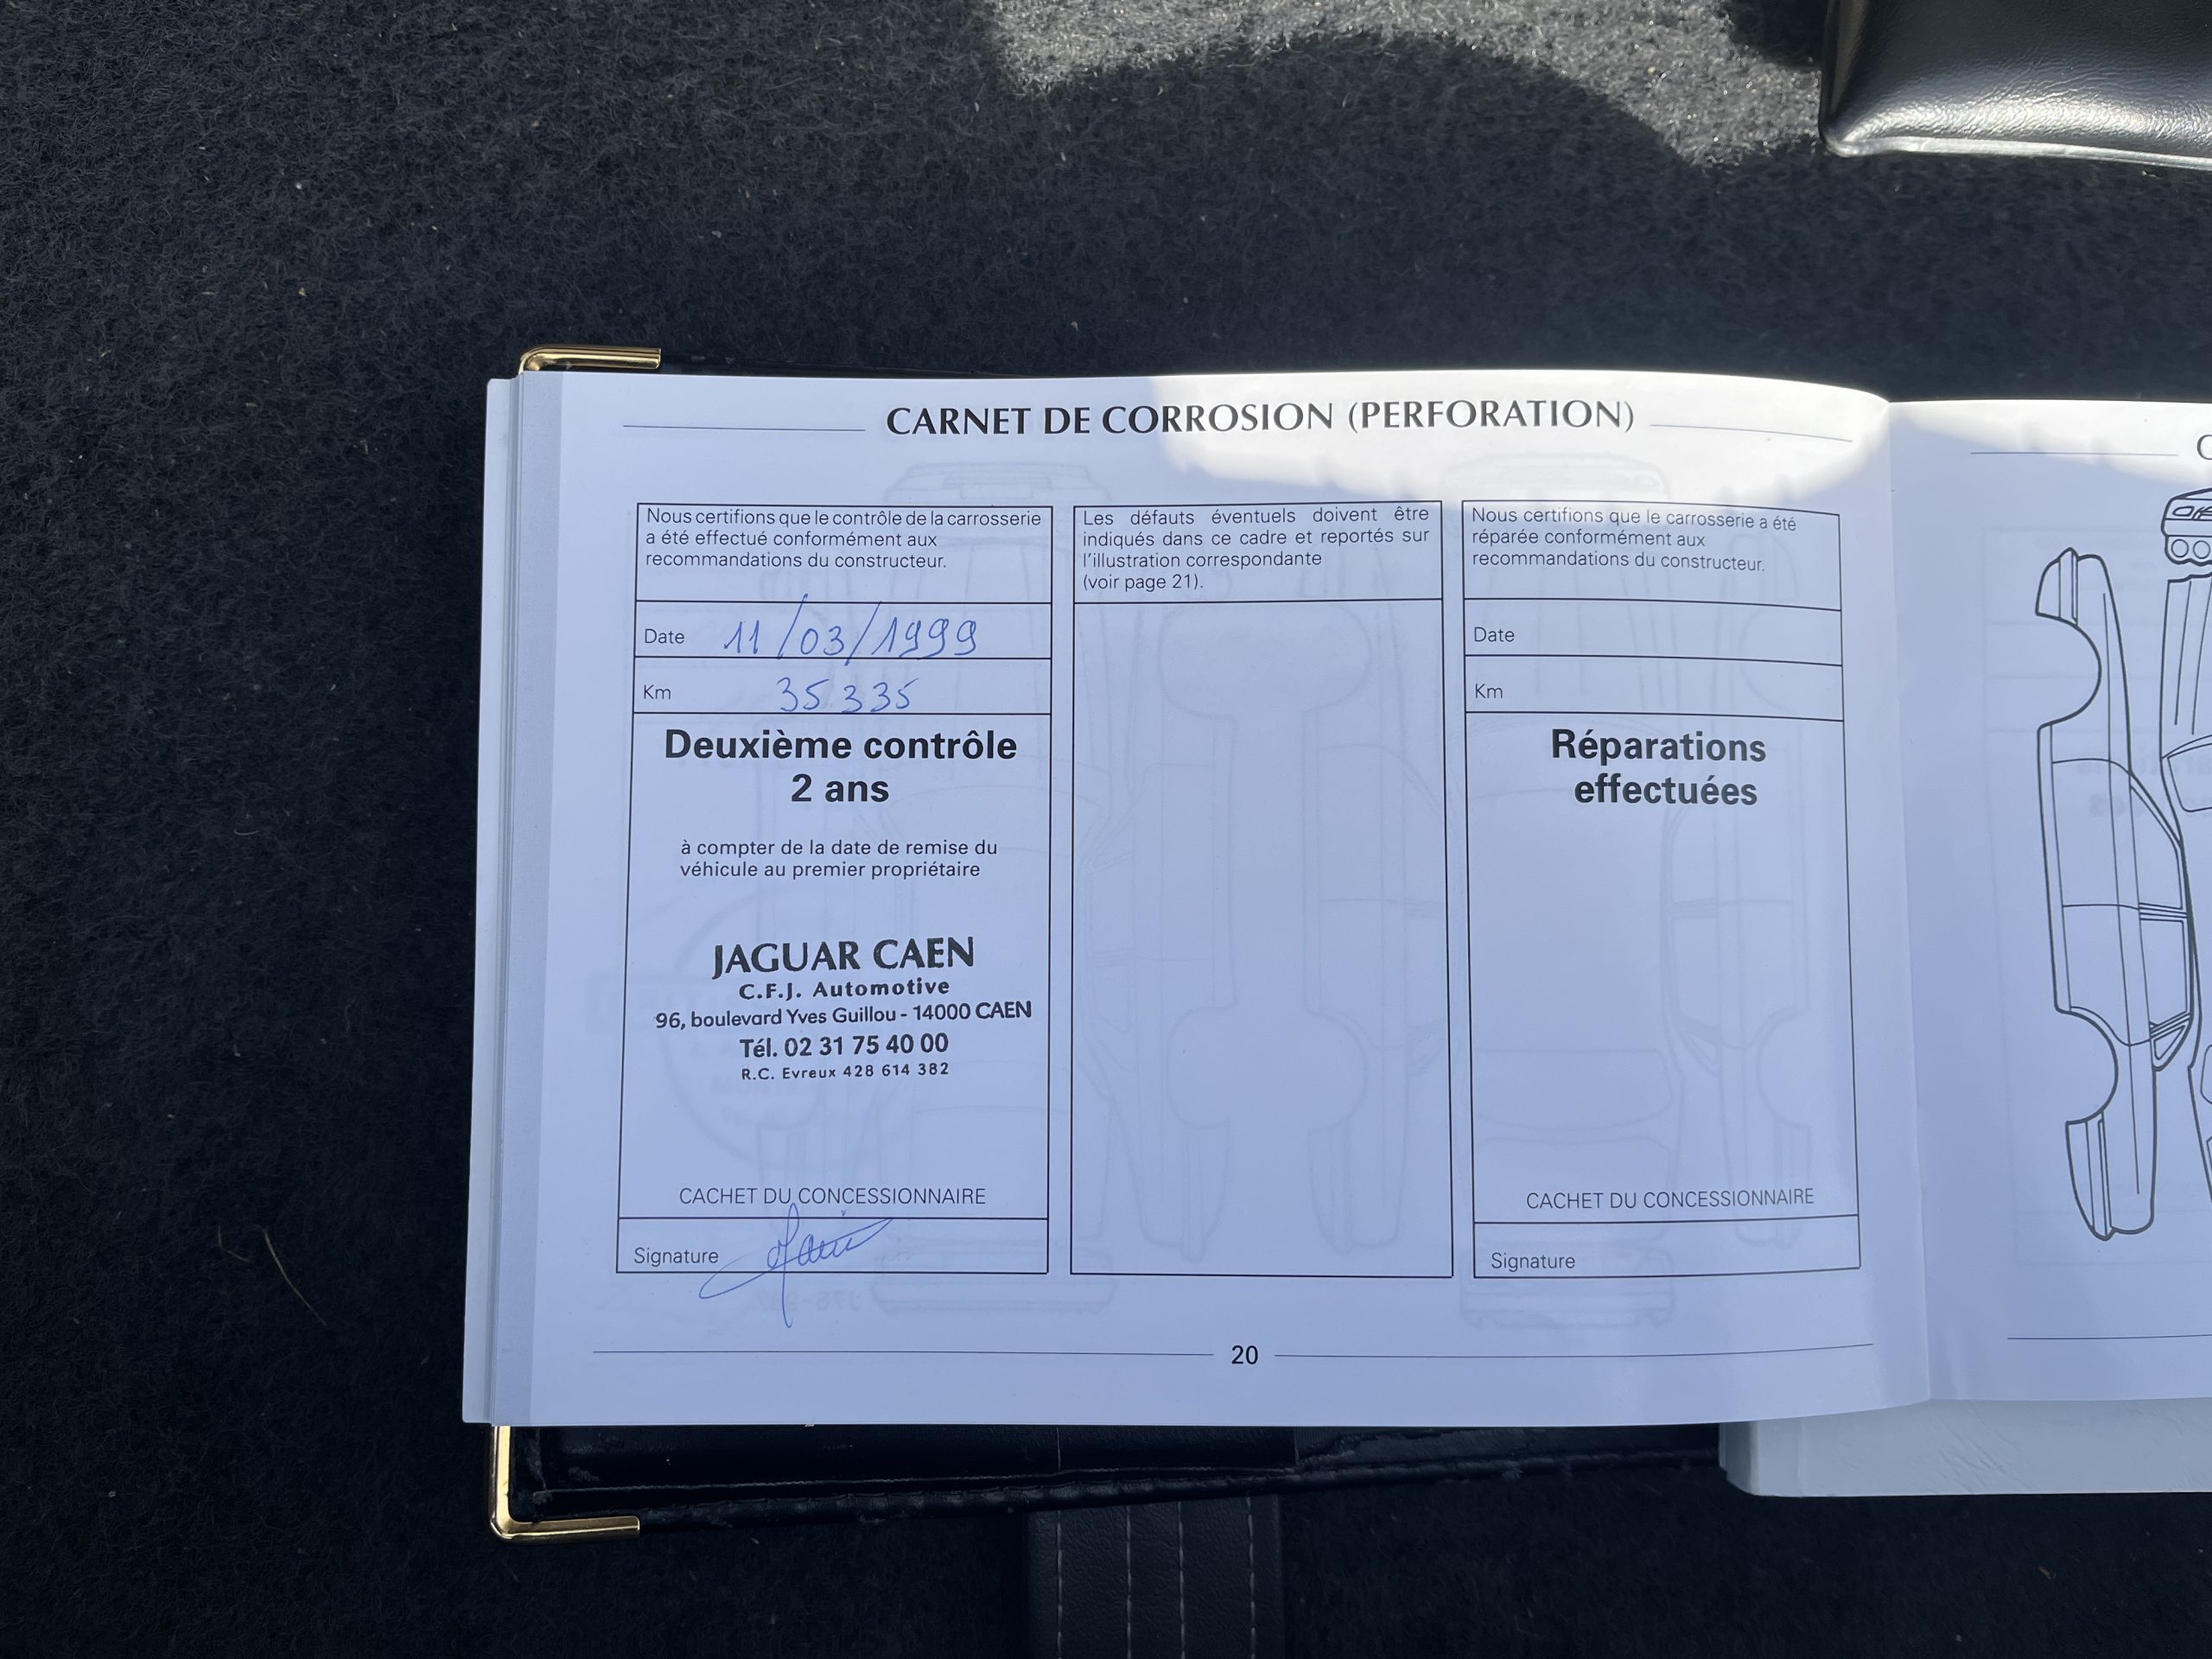 CARNET DE CORROSION (PERFORATION)
Nous certifions que le contrôle de la carrosserie
a été effectué conformément aux
recommandations du constructeur.
Date 11/03/1999
Km 35335
Deuxième contrôle
2 ans
à compter de la date de remise du
véhicule au premier propriétaire
JAGUAR CAEN
C.F.J. Automotive
96, boulevard Yves Guillou - 14000 CAEN
Tél. 02 31 75 40 00
R.C. Evreux 428 614 382
CACHET DU CONCESSIONNAIRE
Signature
Les défauts éventuels doivent être
indiqués dans ce cadre et reportés sur
l'illustration correspondante
(voir page 21).
Nous certifions que le carrosserie a été
réparée conformément aux
recommandations du constructeur.
Date
Km
Réparations
effectuées
CACHET DU CONCESSIONNAIRE
Signature
20